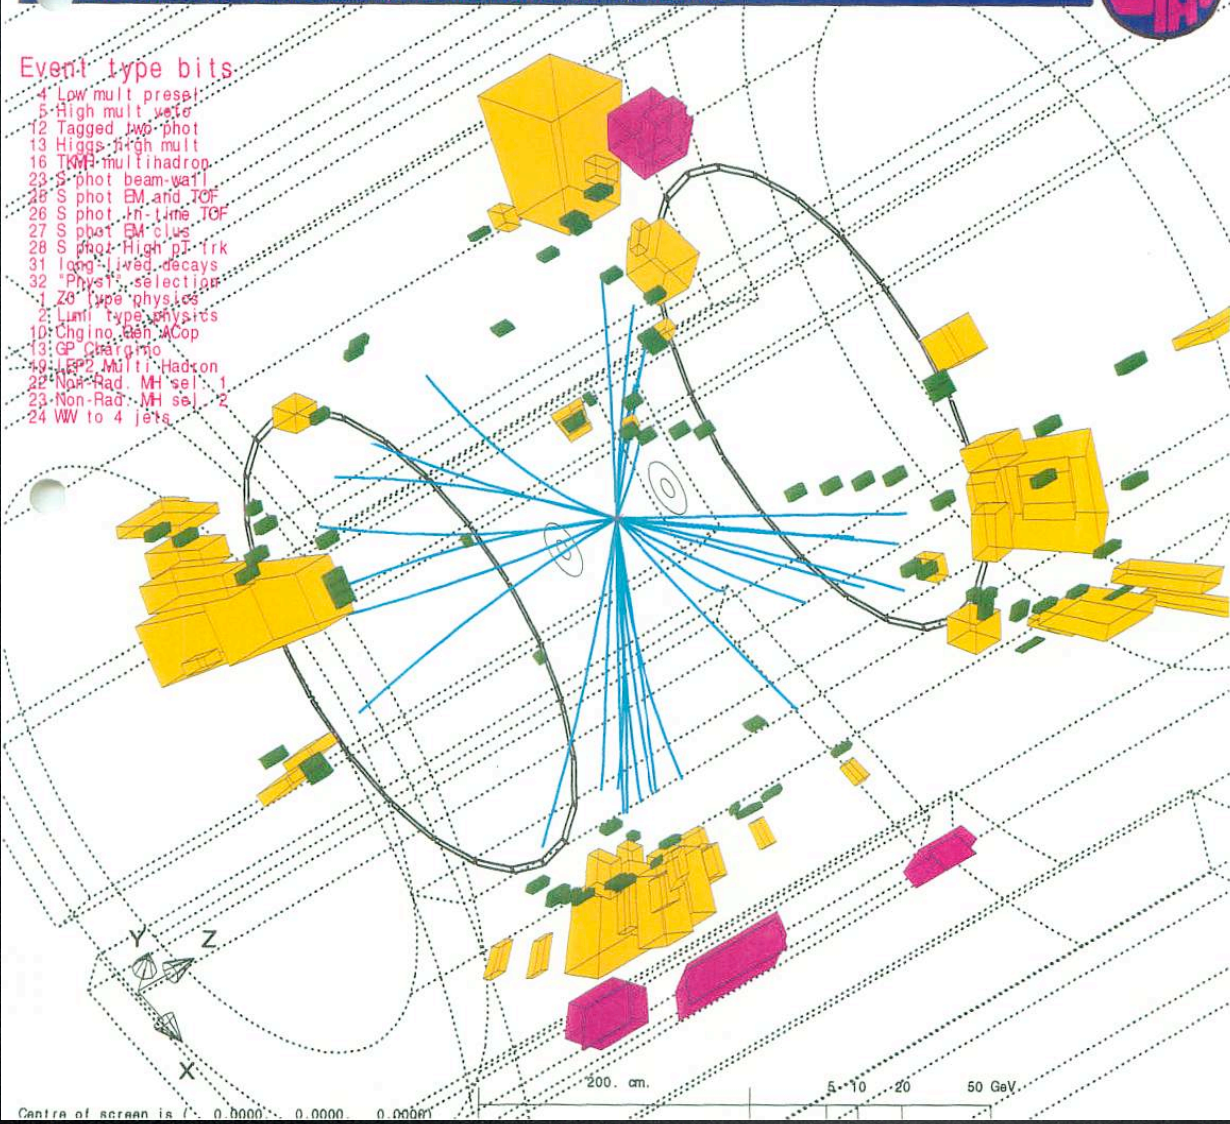 Event type bits
4 Low mult presel
5 High mult veto
12 Tagged two phot
13 Higgs high mult
16 TKMH multihadron
23 S phot beam-wall
25 S phot EM and TOF
26 S phot In-time TOF
27 S phot EM clus
28 S phot High pT trk
31 long-lived decays
32 "Phys1" selection
1 Z0 type physics
2 Lumi type physics
10 Chgino Gen ACop
13 GP Chargino
19 LEP2 Multi Hadron
22 Non-Rad. MH sel. 1
23 Non-Rad. MH sel. 2
24 WW to 4 jets
Y
Z
X
200. cm.
5 10 20 50 GeV
Centre of screen is ( 0.0000, 0.0000, 0.0000)